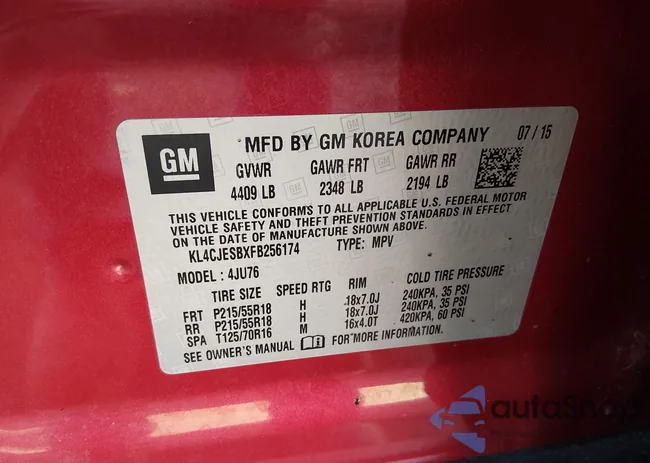 GM
MFD BY GM KOREA COMPANY 07 / 15
GVWR GAWR FRT GAWR RR
4409 LB 2348 LB 2194 LB
THIS VEHICLE CONFORMS TO ALL APPLICABLE U.S. FEDERAL MOTOR
VEHICLE SAFETY AND THEFT PREVENTION STANDARDS IN EFFECT
ON THE DATE OF MANUFACTURE SHOWN ABOVE.
KL4CJESBXFB256174 TYPE: MPV
MODEL: 4JU76
TIRE SIZE SPEED RTG RIM COLD TIRE PRESSURE
FRT P215/55R18 H 18x7.0J 240KPA, 35 PSI
RR P215/55R18 H 18x7.0J 240KPA, 35 PSI
SPA T125/70R16 M 16x4.0T 420KPA, 60 PSI
SEE OWNER'S MANUAL FOR MORE INFORMATION.
autoShop